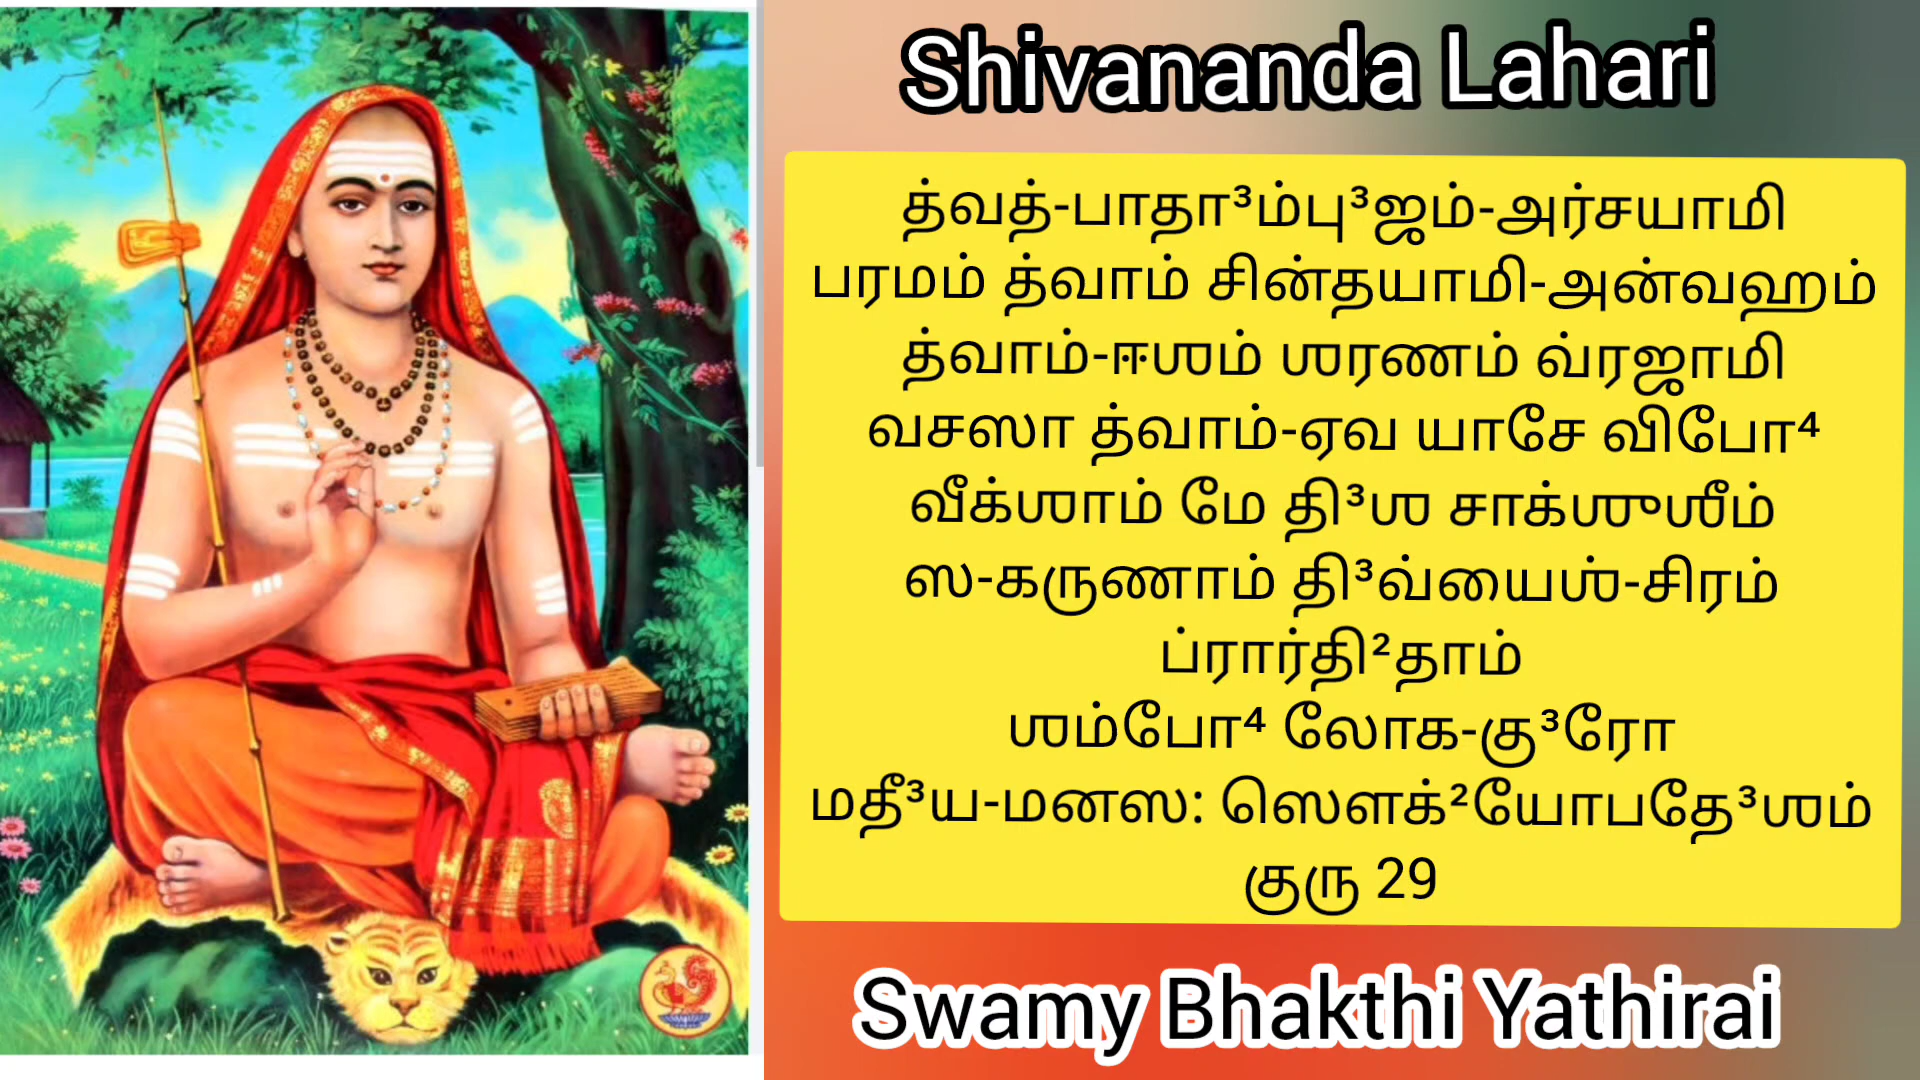 Shivananda Lahari
த்வத்-பாதா³ம்பு³ஜம்-அர்சயாமி
பரமம் த்வாம் சின்தயாமி-அன்வஹம்
த்வாம்-ஈஶம் ஶரணம் வ்ரஜாமி
வசஸா த்வாம்-ஏவ யாசே விபோ⁴
வீக்ஶாம் மே தி³ஶ சாக்ஶுஶீம்
ஸ-கருணாம் தி³வ்யைஶ்-சிரம்
ப்ரார்தி²தாம்
ஶம்போ⁴ லோக-கு³ரோ
மதீ³ய-மனஸ: ஸௌக்²யோபதே³ஶம்
குரு 29
Swamy Bhakthi Yathirai